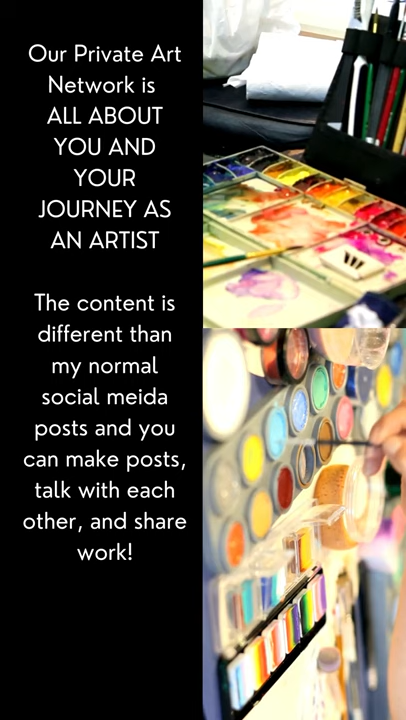 Our Private Art
Network is
ALL ABOUT
YOU AND
YOUR
JOURNEY AS
AN ARTIST
The content is
different than
my normal
social meida
posts and you
can make posts,
talk with each
other, and share
work!